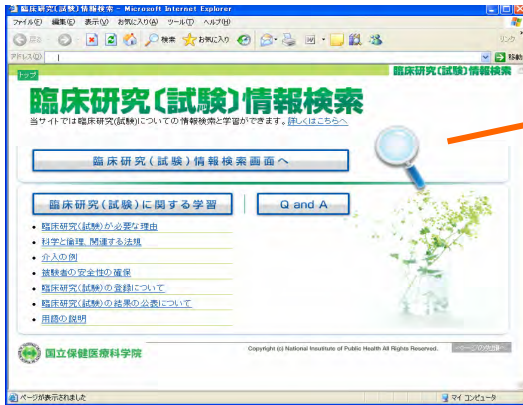 臨床研究(試験)情報検索 - Microsoft Internet Explorer
ファイル(F) 編集(E) 表示(V) お気に入り(A) ツール(T) ヘルプ(H)
戻る 検索 お気に入り リンク
アドレス(D) 移動
トップ 臨床研究(試験)情報検索
臨床研究(試験)情報検索
当サイトでは臨床研究(試験)についての情報検索と学習ができます。詳しくはこちらへ
臨床研究(試験)情報検索画面へ
臨床研究(試験)に関する学習 Q and A
• 臨床研究(試験)が必要な理由
• 科学と倫理、関連する法規
• 介入の例
• 被験者の安全性の確保
• 臨床研究(試験)の登録について
• 臨床研究(試験)の結果の公表について
• 用語の説明
国立保健医療科学院 Copyright (c) National Insutitute of Public Health All Rights Reserved. ページの先頭へ
ページが表示されました マイ コンピュータ